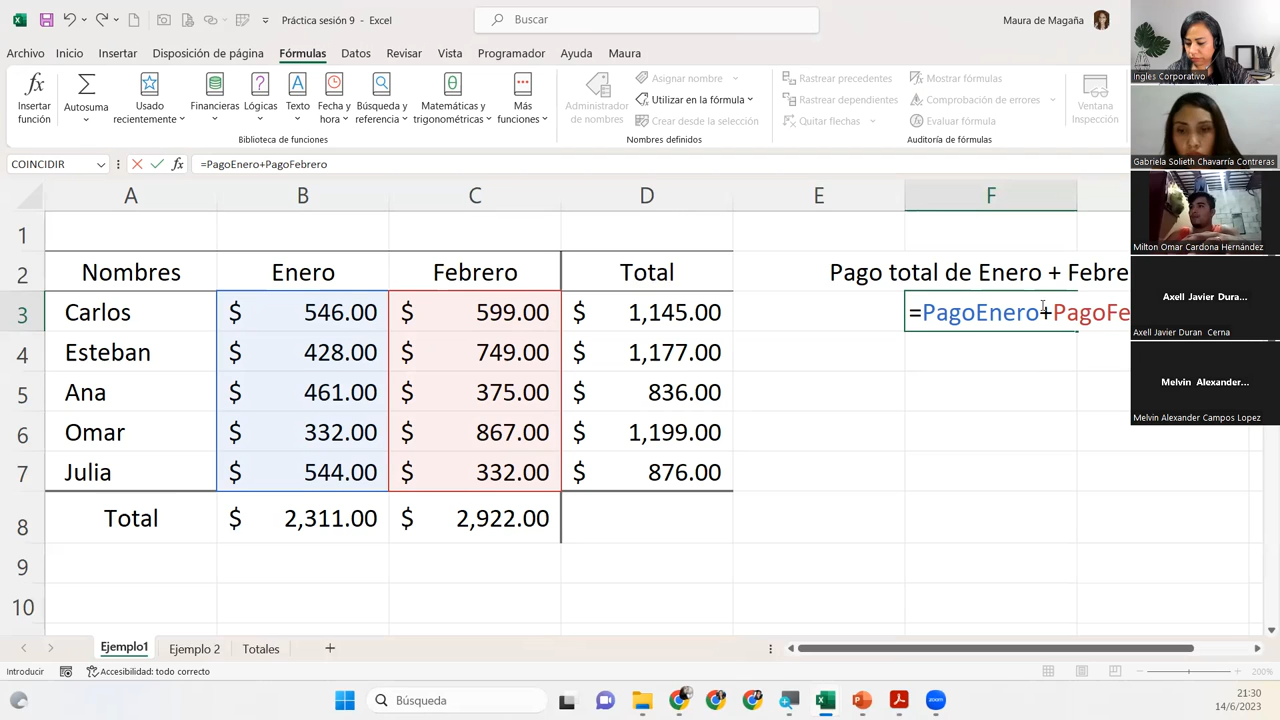 Práctica sesión 9 - Excel
Buscar
Maura de Magaña
Archivo Inicio Insertar Disposición de página Fórmulas Datos Revisar Vista Programador Ayuda Maura
Insertar función
Autosuma
Usado recientemente
Financieras
Lógicas
Texto
Fecha y hora
Búsqueda y referencia
Matemáticas y trigonométricas
Más funciones
Biblioteca de funciones
Administrador de nombres
Asignar nombre
Utilizar en la fórmula
Crear desde la selección
Nombres definidos
Rastrear precedentes
Rastrear dependientes
Quitar flechas
Mostrar fórmulas
Comprobación de errores
Evaluar fórmula
Auditoría de fórmulas
Ventana Inspección
COINCIDIR fx =PagoEnero+PagoFebrero
A B C D E F
1
2 Nombres Enero Febrero Total Pago total de Enero + Febre
3 Carlos $ 546.00 $ 599.00 $ 1,145.00 =PagoEnero+PagoFe
4 Esteban $ 428.00 $ 749.00 $ 1,177.00
5 Ana $ 461.00 $ 375.00 $ 836.00
6 Omar $ 332.00 $ 867.00 $ 1,199.00
7 Julia $ 544.00 $ 332.00 $ 876.00
8 Total $ 2,311.00 $ 2,922.00
9
10
Ejemplo1 Ejemplo 2 Totales
Introducir Accesibilidad: todo correcto 200%
Búsqueda
21:30
14/6/2023
Ingles Corporativo
Gabriela Solieth Chavarría Contreras
Milton Omar Cardona Hernández
Axell Javier Dura...
Axell Javier Duran Cerna
Melvin Alexander...
Melvin Alexander Campos Lopez